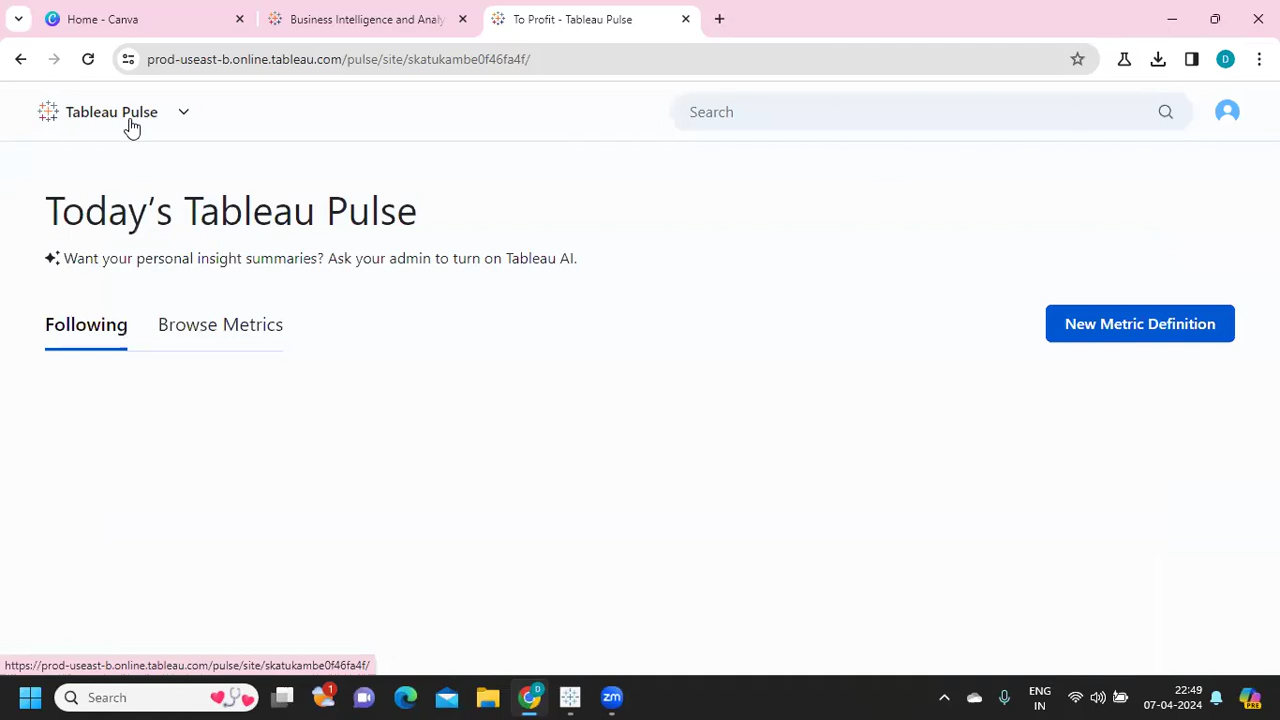 Home - Canva
Business Intelligence and Analy
To Profit - Tableau Pulse
prod-useast-b.online.tableau.com/pulse/site/skatukambe0f46fa4f/
D
Tableau Pulse
Search
Today's Tableau Pulse
Want your personal insight summaries? Ask your admin to turn on Tableau AI.
Following
Browse Metrics
New Metric Definition
https://prod-useast-b.online.tableau.com/pulse/site/skatukambe0f46fa4f/
Search
1
D
zm
ENG
IN
22:49
07-04-2024
PRE